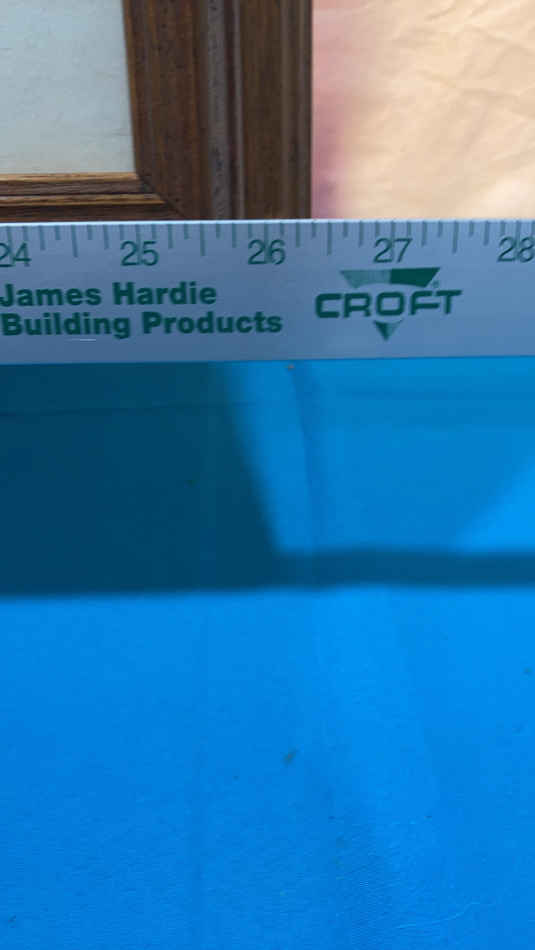 24 25 26 27 28
James Hardie
Building Products
CROFT®